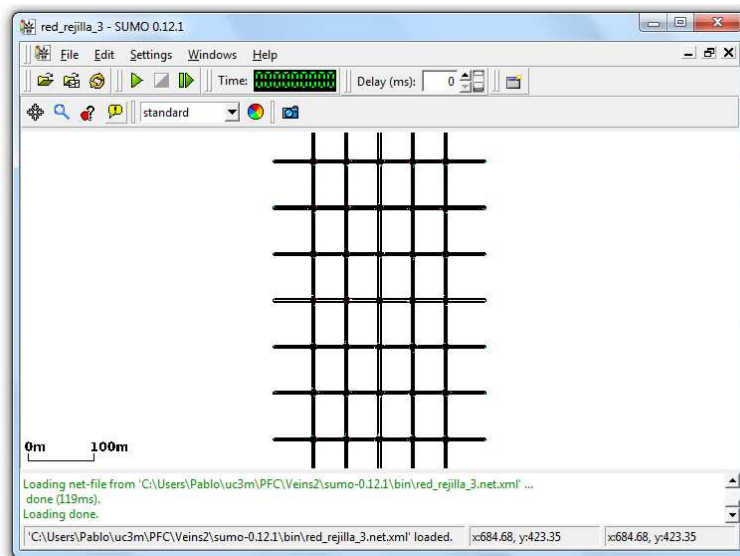 red_rejilla_3 - SUMO 0.12.1
File Edit Settings Windows Help
Time: Delay (ms): 0
standard
0m 100m
Loading net-file from 'C:\Users\Pablo\uc3m\PFC\Veins2\sumo-0.12.1\bin\red_rejilla_3.net.xml' ...
done (119ms).
Loading done.
'C:\Users\Pablo\uc3m\PFC\Veins2\sumo-0.12.1\bin\red_rejilla_3.net.xml' loaded. x:684.68, y:423.35 x:684.68, y:423.35